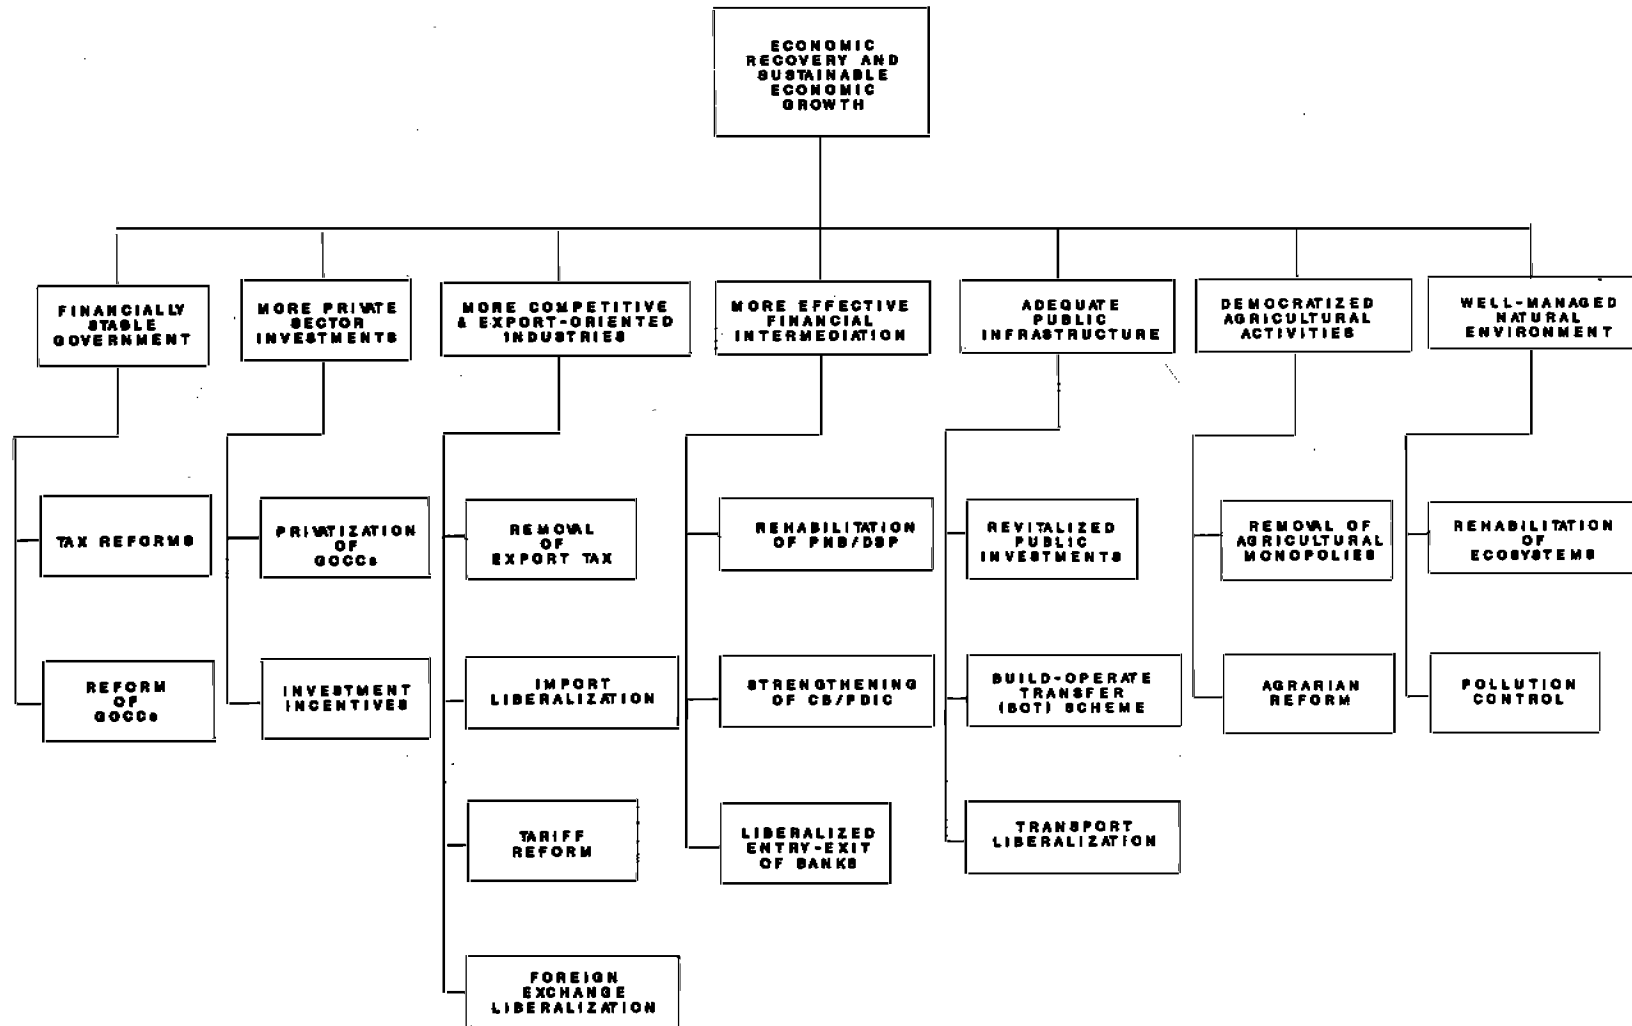 ECONOMIC
RECOVERY AND
SUSTAINABLE
ECONOMIC
GROWTH
FINANCIALLY
STABLE
GOVERNMENT
MORE PRIVATE
SECTOR
INVESTMENTS
MORE COMPETITIVE
& EXPORT-ORIENTED
INDUSTRIES
MORE EFFECTIVE
FINANCIAL
INTERMEDIATION
ADEQUATE
PUBLIC
INFRASTRUCTURE
DEMOCRATIZED
AGRICULTURAL
ACTIVITIES
WELL-MANAGED
NATURAL
ENVIRONMENT
TAX REFORMS
PRIVATIZATION
OF
GOCCs
REMOVAL
OF
EXPORT TAX
REHABILITATION
OF PNB/DBP
REVITALIZED
PUBLIC
INVESTMENTS
REMOVAL OF
AGRICULTURAL
MONOPOLIES
REHABILITATION
OF
ECOSYSTEMS
REFORM
OF
GOCCs
INVESTMENT
INCENTIVES
IMPORT
LIBERALIZATION
STRENGTHENING
OF CB/PDIC
BUILD-OPERATE
TRANSFER
(BOT) SCHEME
AGRARIAN
REFORM
POLLUTION
CONTROL
TARIFF
REFORM
LIBERALIZED
ENTRY-EXIT
OF BANKS
TRANSPORT
LIBERALIZATION
FOREIGN
EXCHANGE
LIBERALIZATION